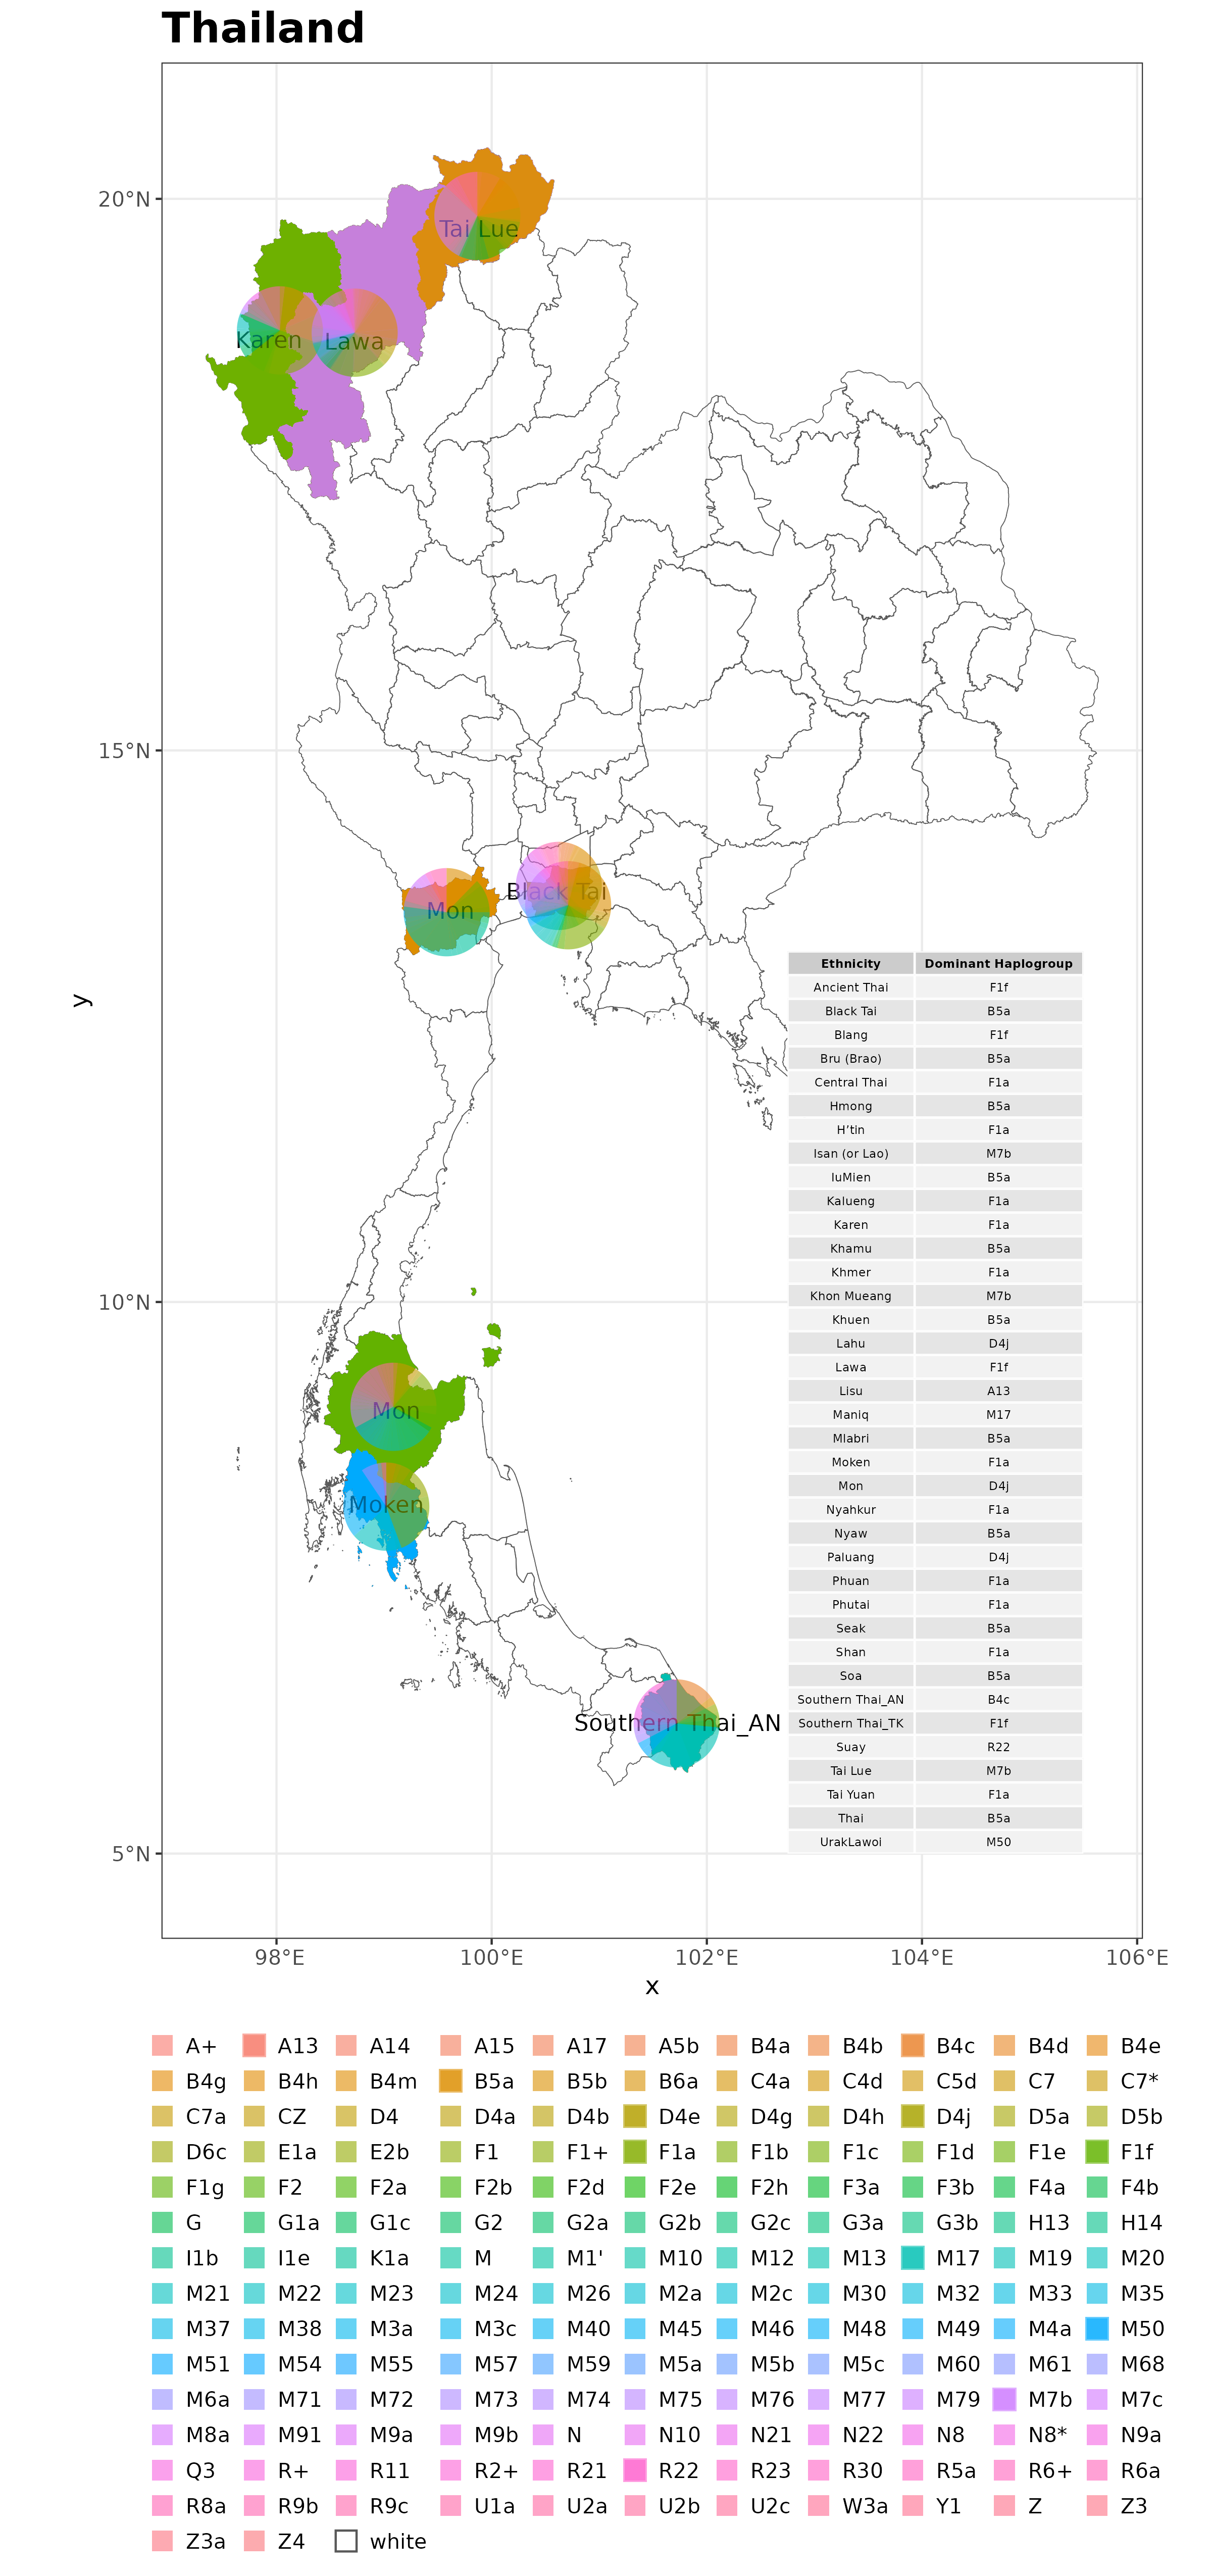 Thailand
20°N
15°N
10°N
5°N
y
Tai Lue
Karen
Lawa
Black Tai
Mon
Mon
Moken
Southern Thai_AN
Ethnicity Dominant Haplogroup
Ancient Thai F1f
Black Tai B5a
Blang F1f
Bru (Brao) B5a
Central Thai F1a
Hmong B5a
H’tin F1a
Isan (or Lao) M7b
IuMien B5a
Kalueng F1a
Karen F1a
Khamu B5a
Khmer F1a
Khon Mueang M7b
Khuen B5a
Lahu D4j
Lawa F1f
Lisu A13
Maniq M17
Mlabri B5a
Moken F1a
Mon D4j
Nyahkur F1a
Nyaw B5a
Paluang D4j
Phuan F1a
Phutai F1a
Seak B5a
Shan F1a
Soa B5a
Southern Thai_AN B4c
Southern Thai_TK F1f
Suay R22
Tai Lue M7b
Tai Yuan F1a
Thai B5a
UrakLawoi M50
98°E 100°E 102°E 104°E 106°E
x
A+ A13 A14 A15 A17 A5b B4a B4b B4c B4d B4e
B4g B4h B4m B5a B5b B6a C4a C4d C5d C7 C7*
C7a CZ D4 D4a D4b D4e D4g D4h D4j D5a D5b
D6c E1a E2b F1 F1+ F1a F1b F1c F1d F1e F1f
F1g F2 F2a F2b F2d F2e F2h F3a F3b F4a F4b
G G1a G1c G2 G2a G2b G2c G3a G3b H13 H14
I1b I1e K1a M M1' M10 M12 M13 M17 M19 M20
M21 M22 M23 M24 M26 M2a M2c M30 M32 M33 M35
M37 M38 M3a M3c M40 M45 M46 M48 M49 M4a M50
M51 M54 M55 M57 M59 M5a M5b M5c M60 M61 M68
M6a M71 M72 M73 M74 M75 M76 M77 M79 M7b M7c
M8a M91 M9a M9b N N10 N21 N22 N8 N8* N9a
Q3 R+ R11 R2+ R21 R22 R23 R30 R5a R6+ R6a
R8a R9b R9c U1a U2a U2b U2c W3a Y1 Z Z3
Z3a Z4 white